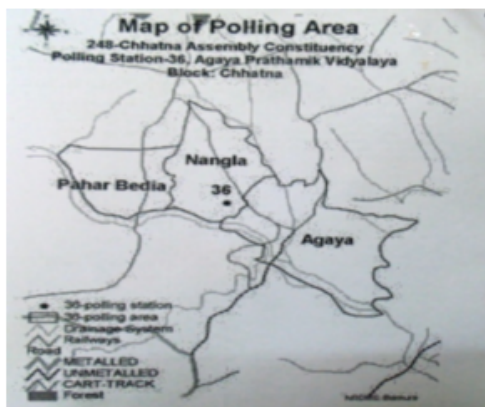 Map of Polling Area
248-Chhatna Assembly Constituency
Polling Station-36, Agaya Prathamik Vidyalaya
Block: Chhatna
Nangla
Pahar Bedia
36
Agaya
36-polling station
36-polling area
Drainage System
Railways
Road
METALLED
UNMETALLED
CART-TRACK
Forest